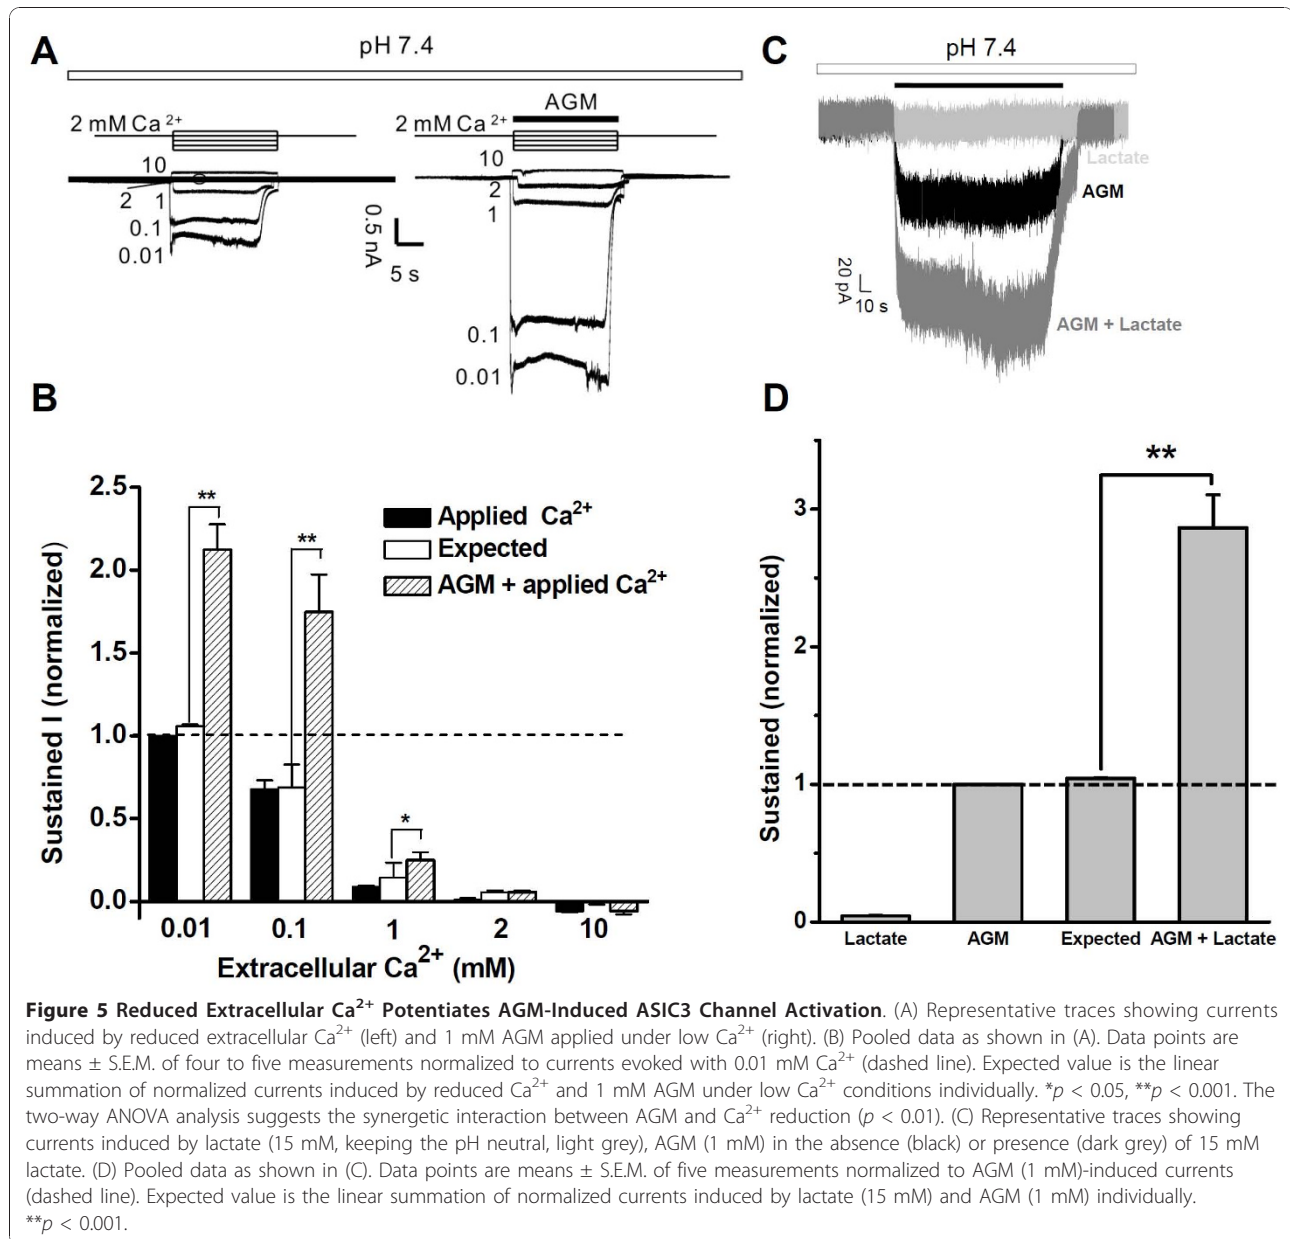 A
pH 7.4
AGM
2 mM Ca 2+
2 mM Ca 2+
10
2
1
0.1
0.01
0.5 nA
5 s
10
2
1
0.1
0.01
C
pH 7.4
Lactate
AGM
20 pA
10 s
AGM + Lactate
B
Sustained I (normalized)
2.5
2.0
1.5
1.0
0.5
0.0
**
**
*
Applied Ca2+
Expected
AGM + applied Ca2+
0.01
0.1
1
2
10
Extracellular Ca2+ (mM)
D
Sustained (normalized)
3
2
1
0
**
Lactate
AGM
Expected
AGM + Lactate
Figure 5 Reduced Extracellular Ca2+ Potentiates AGM-Induced ASIC3 Channel Activation. (A) Representative traces showing currents
induced by reduced extracellular Ca2+ (left) and 1 mM AGM applied under low Ca2+ (right). (B) Pooled data as shown in (A). Data points are
means ± S.E.M. of four to five measurements normalized to currents evoked with 0.01 mM Ca2+ (dashed line). Expected value is the linear
summation of normalized currents induced by reduced Ca2+ and 1 mM AGM under low Ca2+ conditions individually. *p < 0.05, **p < 0.001. The
two-way ANOVA analysis suggests the synergetic interaction between AGM and Ca2+ reduction (p < 0.01). (C) Representative traces showing
currents induced by lactate (15 mM, keeping the pH neutral, light grey), AGM (1 mM) in the absence (black) or presence (dark grey) of 15 mM
lactate. (D) Pooled data as shown in (C). Data points are means ± S.E.M. of five measurements normalized to AGM (1 mM)-induced currents
(dashed line). Expected value is the linear summation of normalized currents induced by lactate (15 mM) and AGM (1 mM) individually.
**p < 0.001.